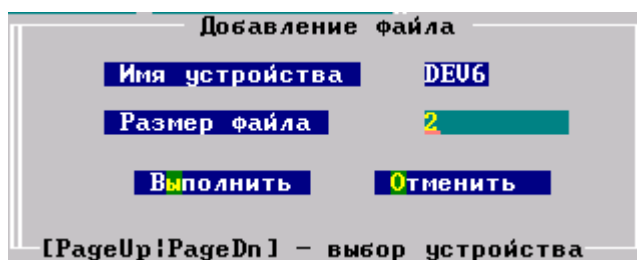 Добавление файла
Имя устройства DEV6
Размер файла 2
Выполнить Отменить
[PageUp¦PageDn] – выбор устройства